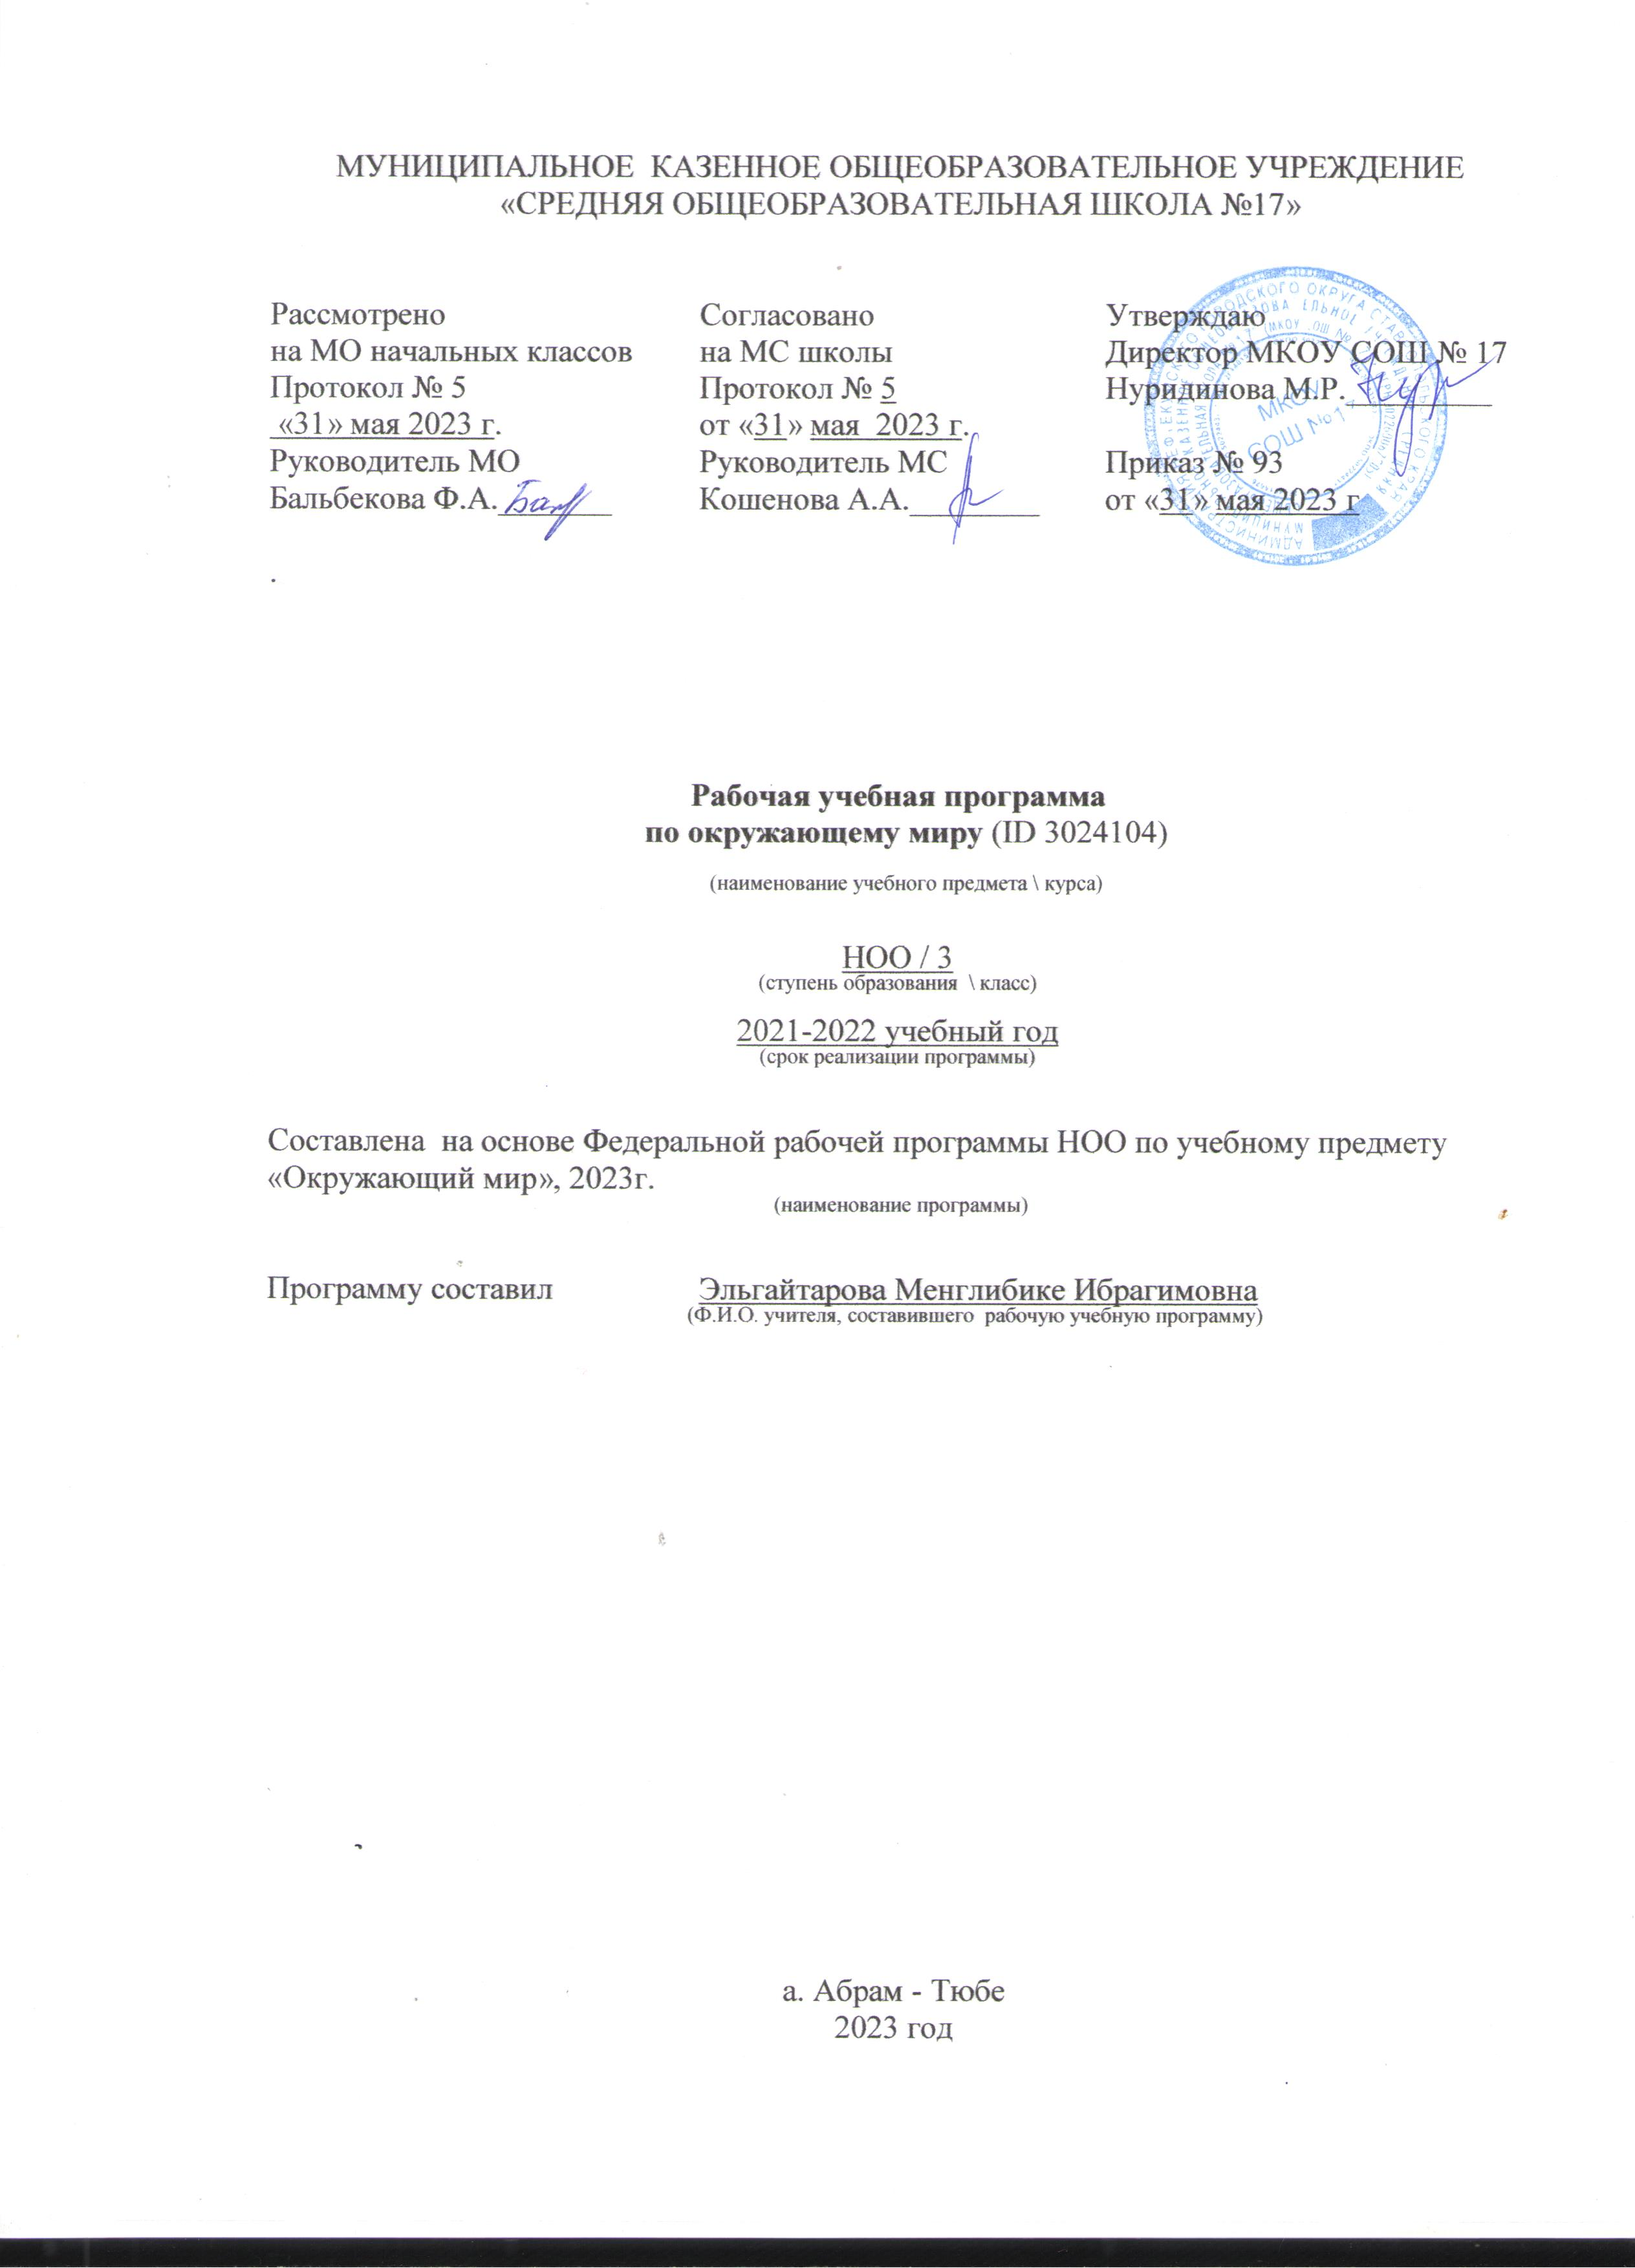 МУНИЦИПАЛЬНОЕ КАЗЕННОЕ ОБЩЕОБРАЗОВАТЕЛЬНОЕ УЧРЕЖДЕНИЕ
«СРЕДНЯЯ ОБЩЕОБРАЗОВАТЕЛЬНАЯ ШКОЛА №17»
Рассмотрено
на МО начальных классов
Протокол № 5
«31» мая 2023 г.
Руководитель МО
Бальбекова Ф.А.
Согласовано
на МС школы
Протокол № 5
от «31» мая 2023 г.
Руководитель МС
Кошенова А.А.
Утверждаю
Директор МКОУ СОШ № 17
Нуридинова М.Р.
Приказ № 93
от «31» мая 2023 г
МКОУ
СОШ №17
Рабочая учебная программа
по окружающему миру (ID 3024104)
(наименование учебного предмета \ курса)
НОО / 3
(ступень образования \ класс)
2021-2022 учебный год
(срок реализации программы)
Составлена на основе Федеральной рабочей программы НОО по учебному предмету
«Окружающий мир», 2023г.
(наименование программы)
Программу составил Эльгайтарова Менглибике Ибрагимовна
(Ф.И.О. учителя, составившего рабочую учебную программу)
а. Абрам - Тюбе
2023 год